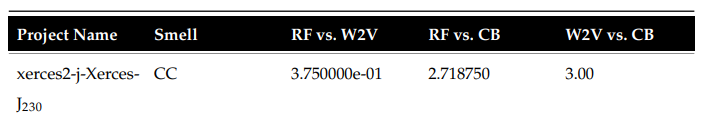 Project Name Smell RF vs. W2V RF vs. CB W2V vs. CB
xerces2-j-Xerces- CC 3.750000e-01 2.718750 3.00
J230